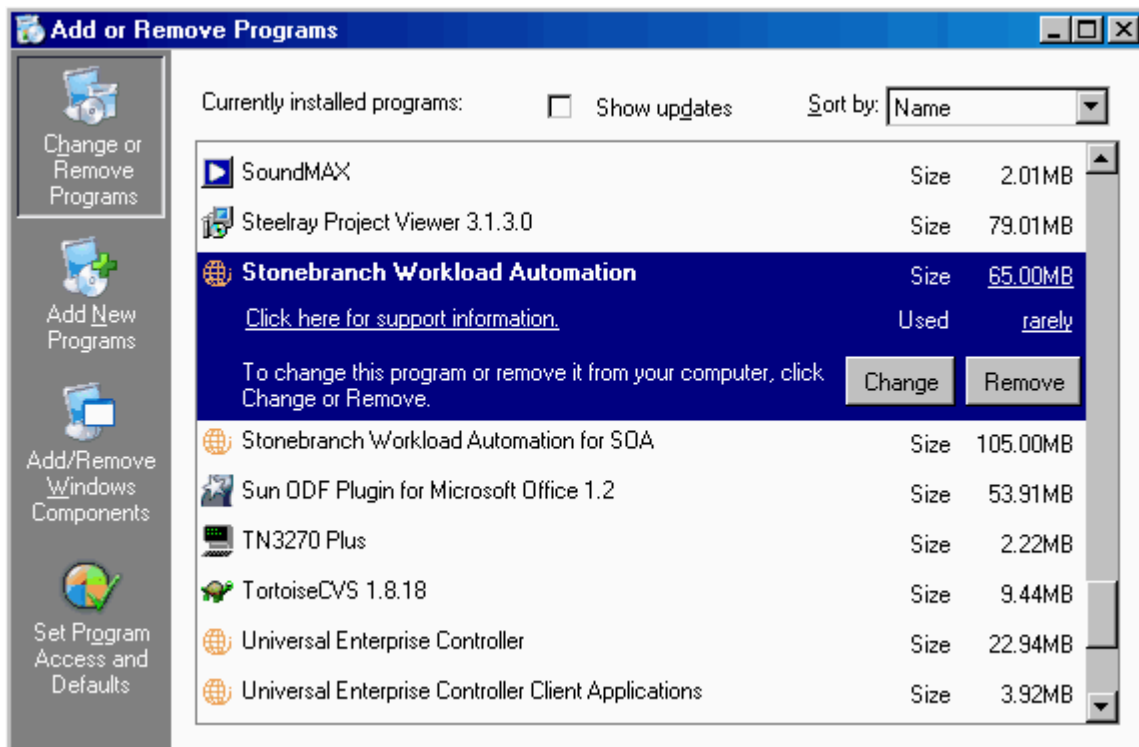 Add or Remove Programs
Change or
Remove
Programs
Add New
Programs
Add/Remove
Windows
Components
Set Program
Access and
Defaults
Currently installed programs: Show updates Sort by: Name
SoundMAX Size 2.01MB
Steelray Project Viewer 3.1.3.0 Size 79.01MB
Stonebranch Workload Automation Size 65.00MB
Click here for support information. Used rarely
To change this program or remove it from your computer, click
Change or Remove.
Change Remove
Stonebranch Workload Automation for SOA Size 105.00MB
Sun ODF Plugin for Microsoft Office 1.2 Size 53.91MB
TN3270 Plus Size 2.22MB
TortoiseCVS 1.8.18 Size 9.44MB
Universal Enterprise Controller Size 22.94MB
Universal Enterprise Controller Client Applications Size 3.92MB